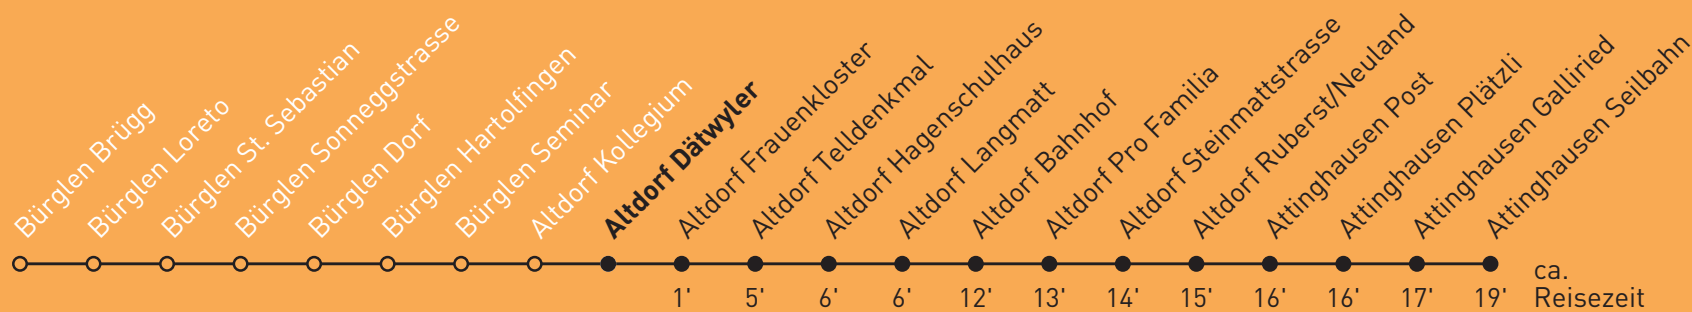 Bürglen Brügg
Bürglen Loreto
Bürglen St. Sebastian
Bürglen Sonneggstrasse
Bürglen Dorf
Bürglen Hartolfingen
Bürglen Seminar
Altdorf Kollegium
Altdorf Dätwyler
Altdorf Frauenkloster
Altdorf Telldenkmal
Altdorf Hagenschulhaus
Altdorf Langmatt
Altdorf Bahnhof
Altdorf Pro Familia
Altdorf Steinmattstrasse
Altdorf Ruberst/Neuland
Attinghausen Post
Attinghausen Plätzli
Attinghausen Galliried
Attinghausen Seilbahn
1' 5' 6' 6' 12' 13' 14' 15' 16' 16' 17' 19'
ca.
Reisezeit